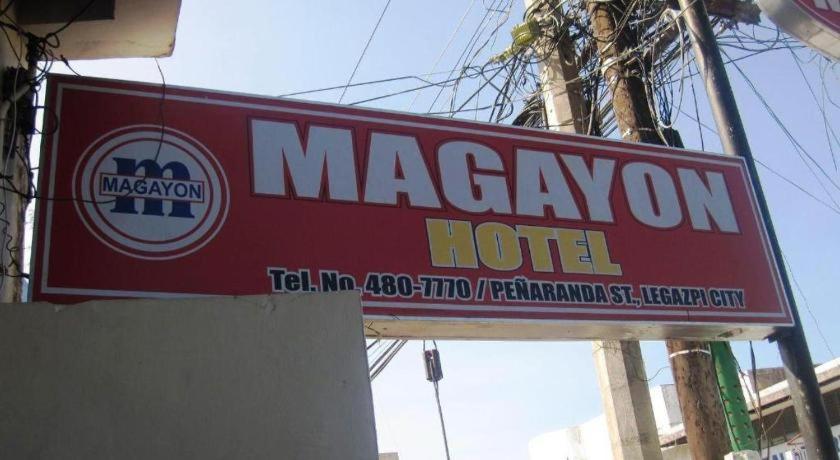 m
MAGAYON
MAGAYON
HOTEL
Tel. No. 480-7770 / PEÑARANDA ST., LEGAZPI CITY